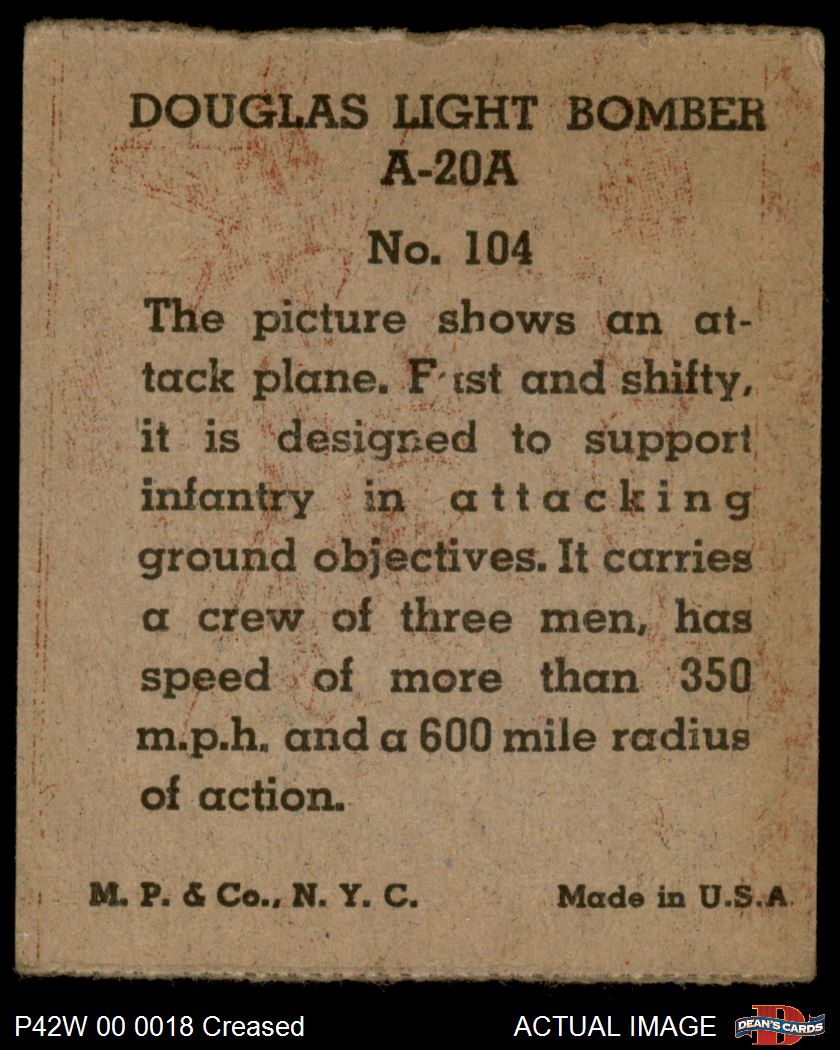 DOUGLAS LIGHT BOMBER
A-20A
No. 104
The picture shows an at-
tack plane. Fast and shifty,
it is designed to support
infantry in attacking
ground objectives. It carries
a crew of three men, has
speed of more than 350
m.p.h. and a 600 mile radius
of action.
M. P. & Co., N. Y. C. Made in U.S.A.
P42W 00 0018 Creased ACTUAL IMAGE DEAN'S CARDS